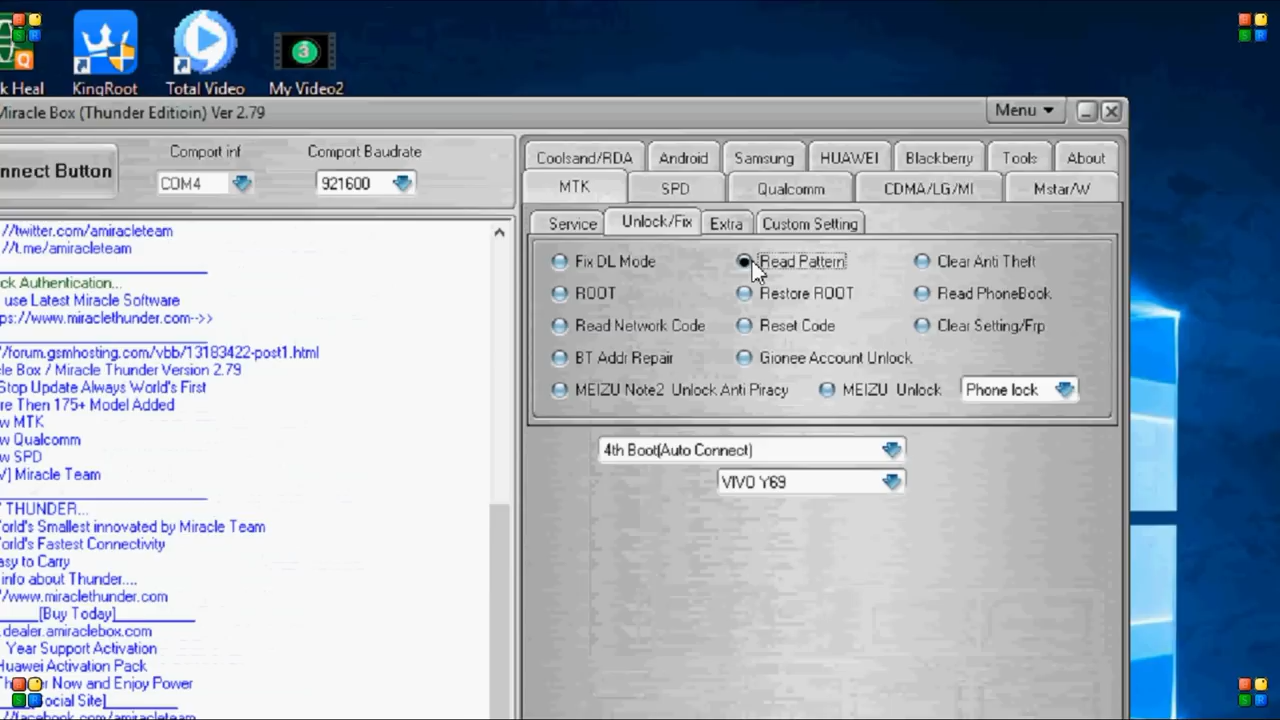 k Heal
KingRoot
Total Video
My Video2
Miracle Box (Thunder Editioin) Ver 2.79
Menu
nnect Button
Comport inf
Comport Baudrate
COM4
921600
//twitter.com/amiracleteam
//t.me/amiracleteam
ck Authentication...
use Latest Miracle Software
ps://www.miraclethunder.com-->>
//forum.gsmhosting.com/vbb/13183422-post1.html
cle Box / Miracle Thunder Version 2.79
Stop Update Always World's First
re Then 175+ Model Added
w MTK
w Qualcomm
w SPD
V] Miracle Team
THUNDER...
orld's Smallest innovated by Miracle Team
orld's Fastest Connectivity
asy to Carry
info about Thunder....
//www.miraclethunder.com
[Buy Today]
dealer.amiraclebox.com
Year Support Activation
Huawei Activation Pack
er Now and Enjoy Power
ocial Site]
//facebook.com/amiracleteam
Coolsand/RDA
Android
Samsung
HUAWEI
Blackberry
Tools
About
MTK
SPD
Qualcomm
CDMA/LG/MI
Mstar/W
Service
Unlock/Fix
Extra
Custom Setting
Fix DL Mode
Read Pattern
Clear Anti Theft
ROOT
Restore ROOT
Read PhoneBook
Read Network Code
Reset Code
Clear Setting/Frp
BT Addr Repair
Gionee Account Unlock
MEIZU Note2 Unlock Anti Piracy
MEIZU Unlock
Phone lock
4th Boot(Auto Connect)
VIVO Y69